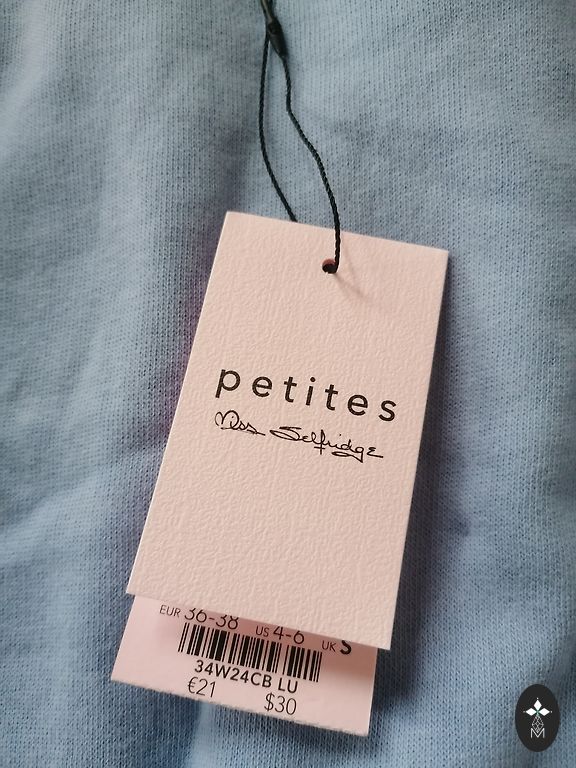 petites
Miss Selfridge
EUR 36-38 US 4-6 UK S
34W24CB LU
€21 $30
M